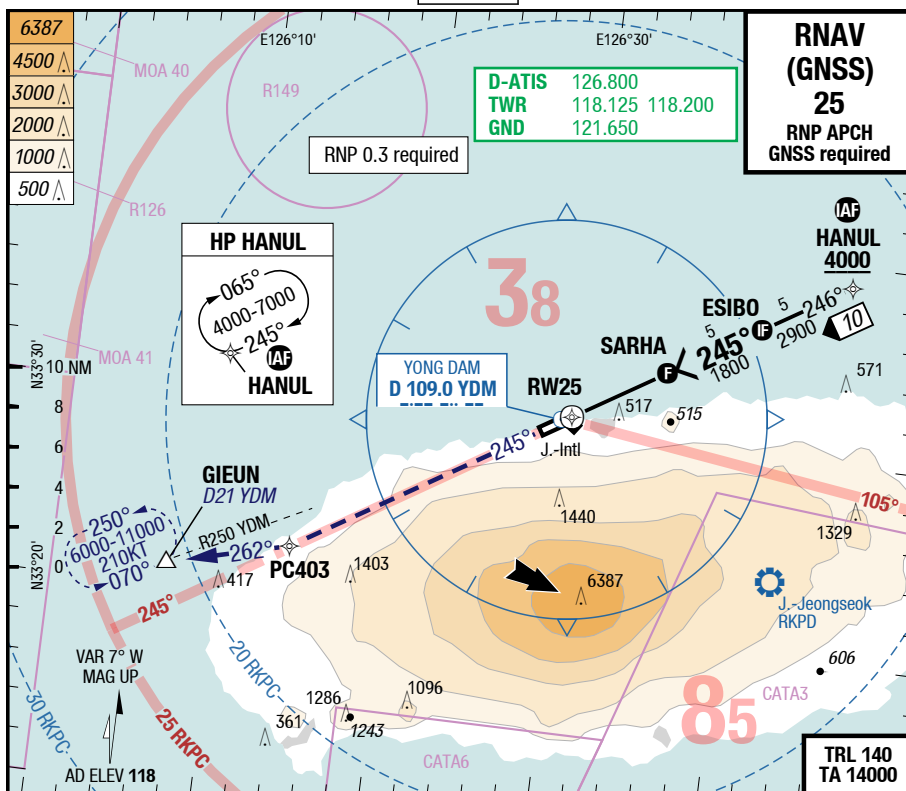 6387
4500
3000
2000
1000
500
MOA 40
R149
R126
MOA 41
E126°10'
E126°30'
RNP 0.3 required
D-ATIS 126.800
TWR 118.125 118.200
GND 121.650
RNAV
(GNSS)
25
RNP APCH
GNSS required
HP HANUL
065°
4000-7000
245°
IAF
HANUL
IAF
HANUL
4000
38
ESIBO
5
246°
IF
2900
10
SARHA
5
245°
F
1800
571
YONG DAM
D 109.0 YDM
RW25
517
515
J.-Intl
245°
N33°30'
10 NM
8
6
4
2
0
N33°20'
GIEUN
D21 YDM
R250 YDM
250°
6000-11000
210KT
070°
262°
PC403
417
1403
1440
105°
1329
6387
J.-Jeongseok
RKPD
245°
VAR 7° W
MAG UP
20 RKPC
30 RKPC
25 RKPC
1286
1243
1096
361
606
85
CATA3
CATA6
AD ELEV 118
TRL 140
TA 14000